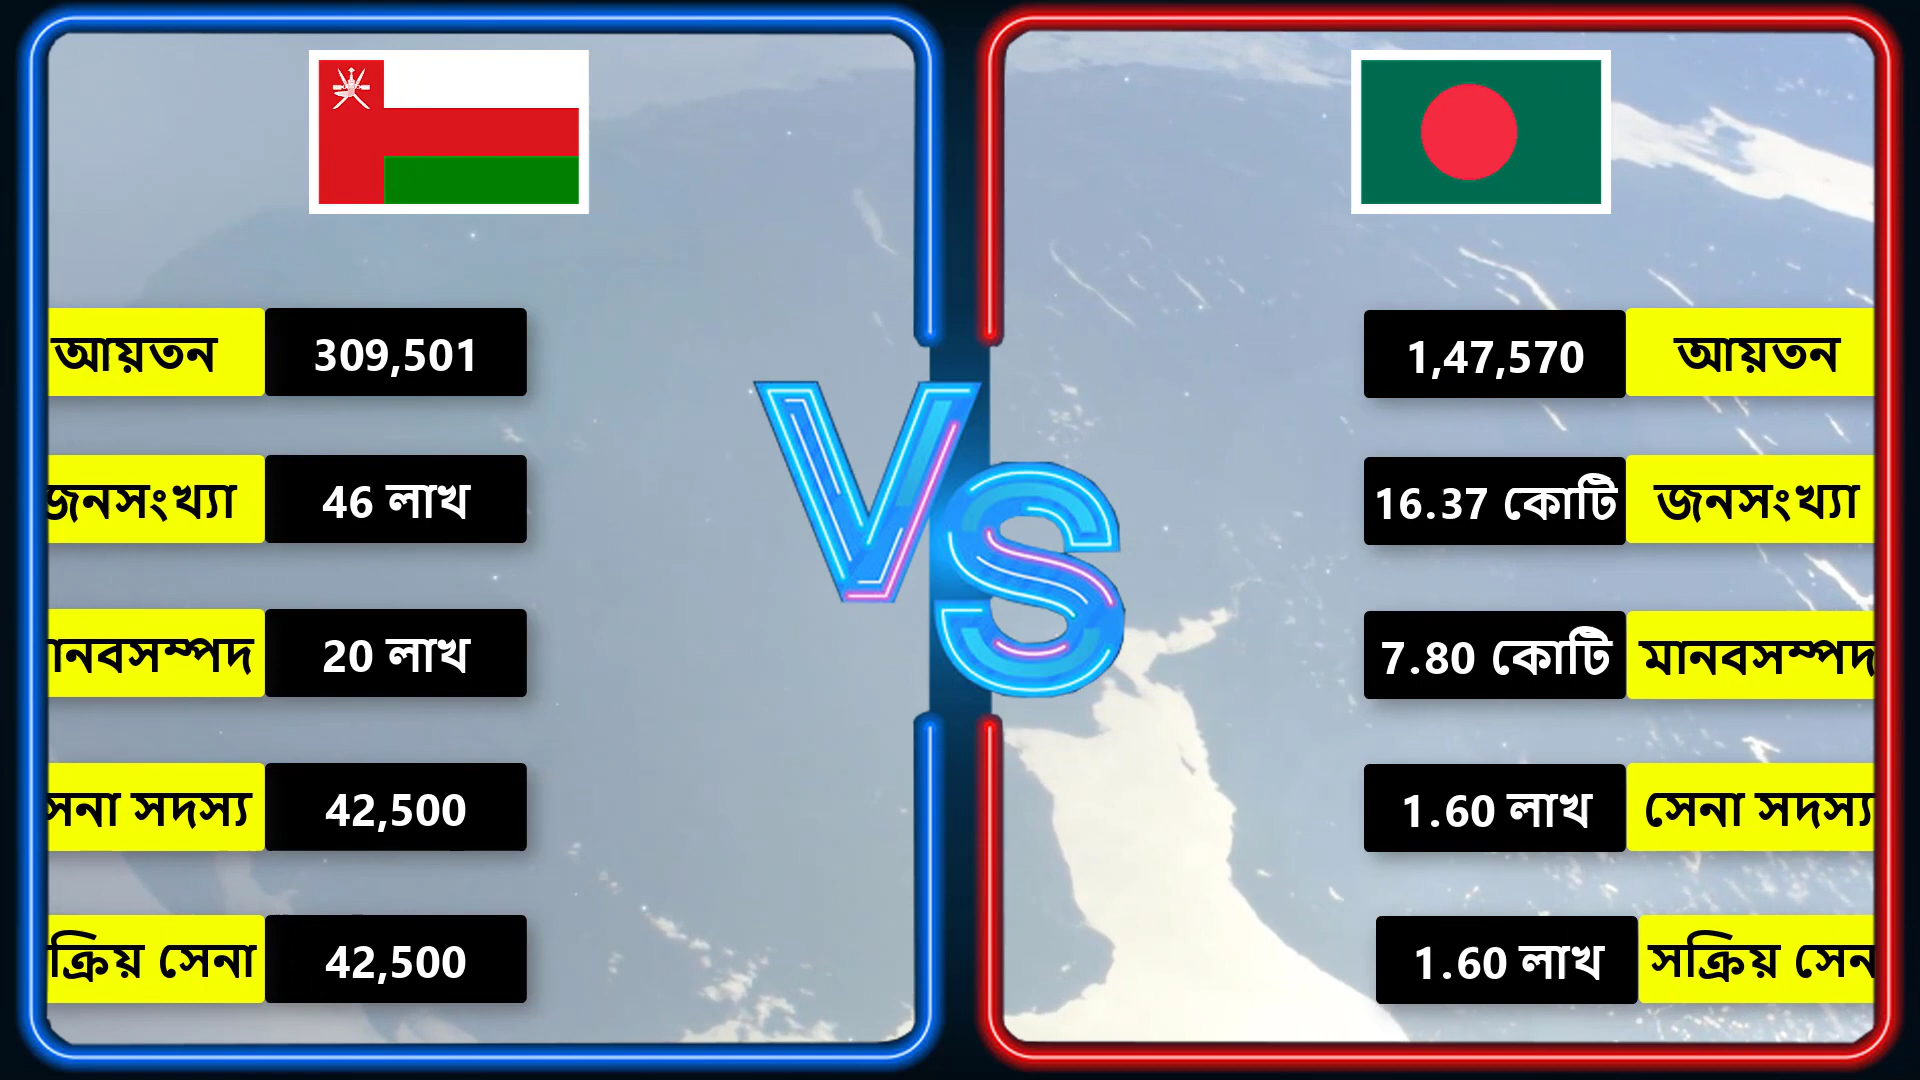 আয়তন 309,501
জনসংখ্যা 46 লাখ
মানবসম্পদ 20 লাখ
সেনা সদস্য 42,500
সক্রিয় সেনা 42,500
VS
1,47,570 আয়তন
16.37 কোটি জনসংখ্যা
7.80 কোটি মানবসম্পদ
1.60 লাখ সেনা সদস্য
1.60 লাখ সক্রিয় সেনা